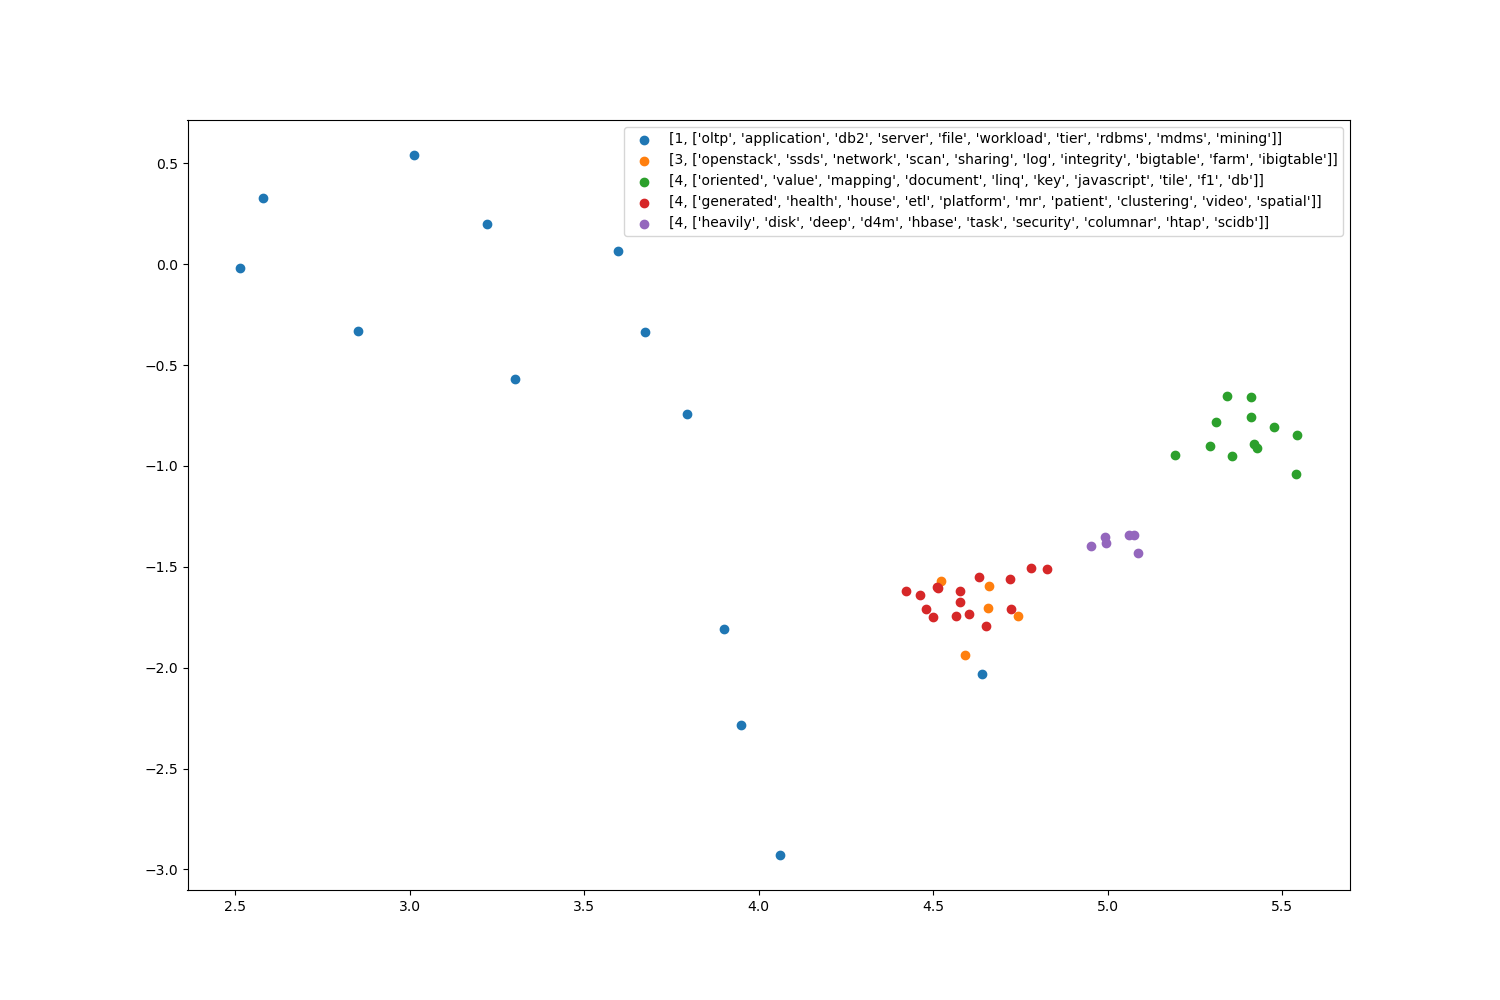 [1, ['oltp', 'application', 'db2', 'server', 'file', 'workload', 'tier', 'rdbms', 'mdms', 'mining']]
[3, ['openstack', 'ssds', 'network', 'scan', 'sharing', 'log', 'integrity', 'bigtable', 'farm', 'ibigtable']]
[4, ['oriented', 'value', 'mapping', 'document', 'linq', 'key', 'javascript', 'tile', 'f1', 'db']]
[4, ['generated', 'health', 'house', 'etl', 'platform', 'mr', 'patient', 'clustering', 'video', 'spatial']]
[4, ['heavily', 'disk', 'deep', 'd4m', 'hbase', 'task', 'security', 'columnar', 'htap', 'scidb']]
0.5
0.0
−0.5
−1.0
−1.5
−2.0
−2.5
−3.0
2.5 3.0 3.5 4.0 4.5 5.0 5.5